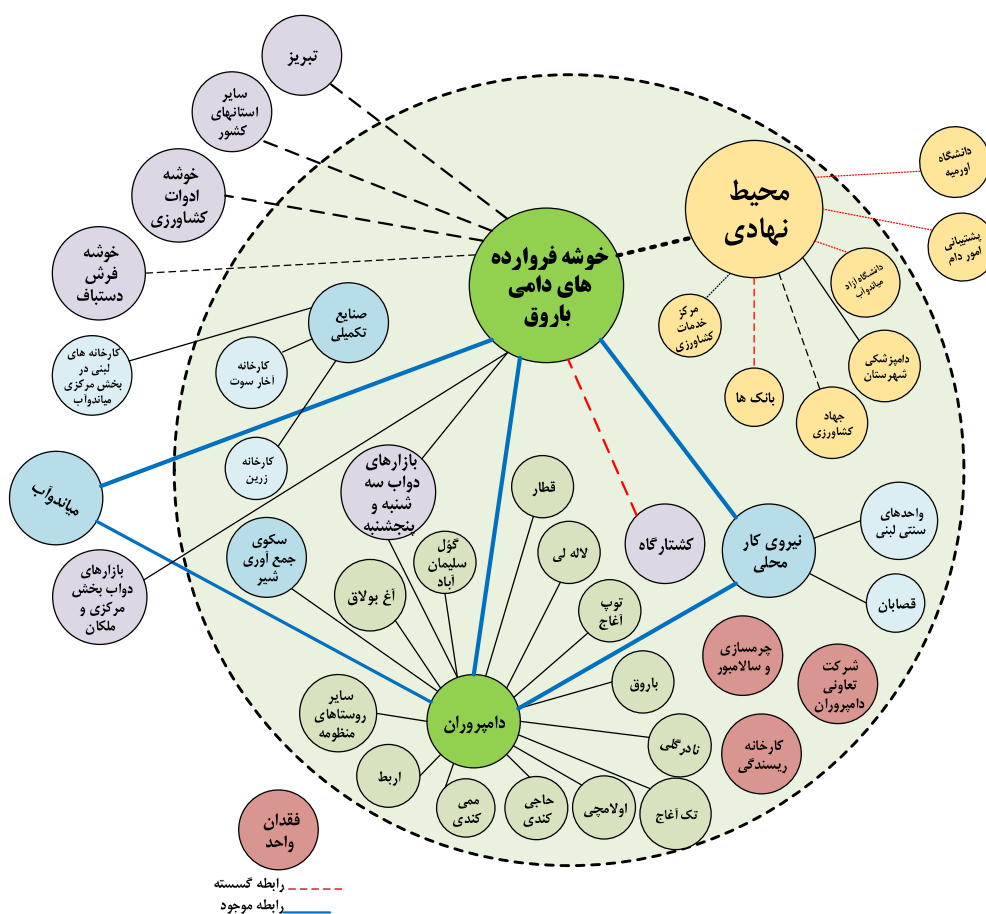 تبریز
سایر
استانهای
کشور
خوشه
ادوات
کشاورزی
خوشه
فرش
دستباف
خوشه فروارده
های دامی
باروق
محیط
نهادی
دانشگاه
اورمیه
پشتیبانی
امور دام
دانشگاه آزاد
میاندوآب
مرکز
خدمات
کشاورزی
دامپزشکی
شهرستان
بانک ها
جهاد
کشاورزی
صنایع
تکمیلی
کارخانه های
لبنی در
بخش مرکزی
میاندوآب
کارخانه
آخار سوت
کارخانه
زرین
میاندوآب
بازارهای
دواب سه
شنبه و
پنجشنبه
قطار
کشتارگاه
نیروی کار
محلی
واحدهای
سنتی لبنی
قصابان
سکوی
جمع آوری
شیر
گؤل
سلیمان
آباد
لاله لی
آغ بولاق
توپ
آغاج
بازارهای
دواب بخش
مرکزی و
ملکان
چرمسازی
و سالامبور
شرکت
تعاونی
دامپروران
باروق
سایر
روستاهای
منظومه
دامپروران
نادرگلی
کارخانه
ریسندگی
اربط
ممی
کندی
حاجی
کندی
اولامچی
تک آغاج
فقدان
واحد
رابطه گسسته
رابطه موجود